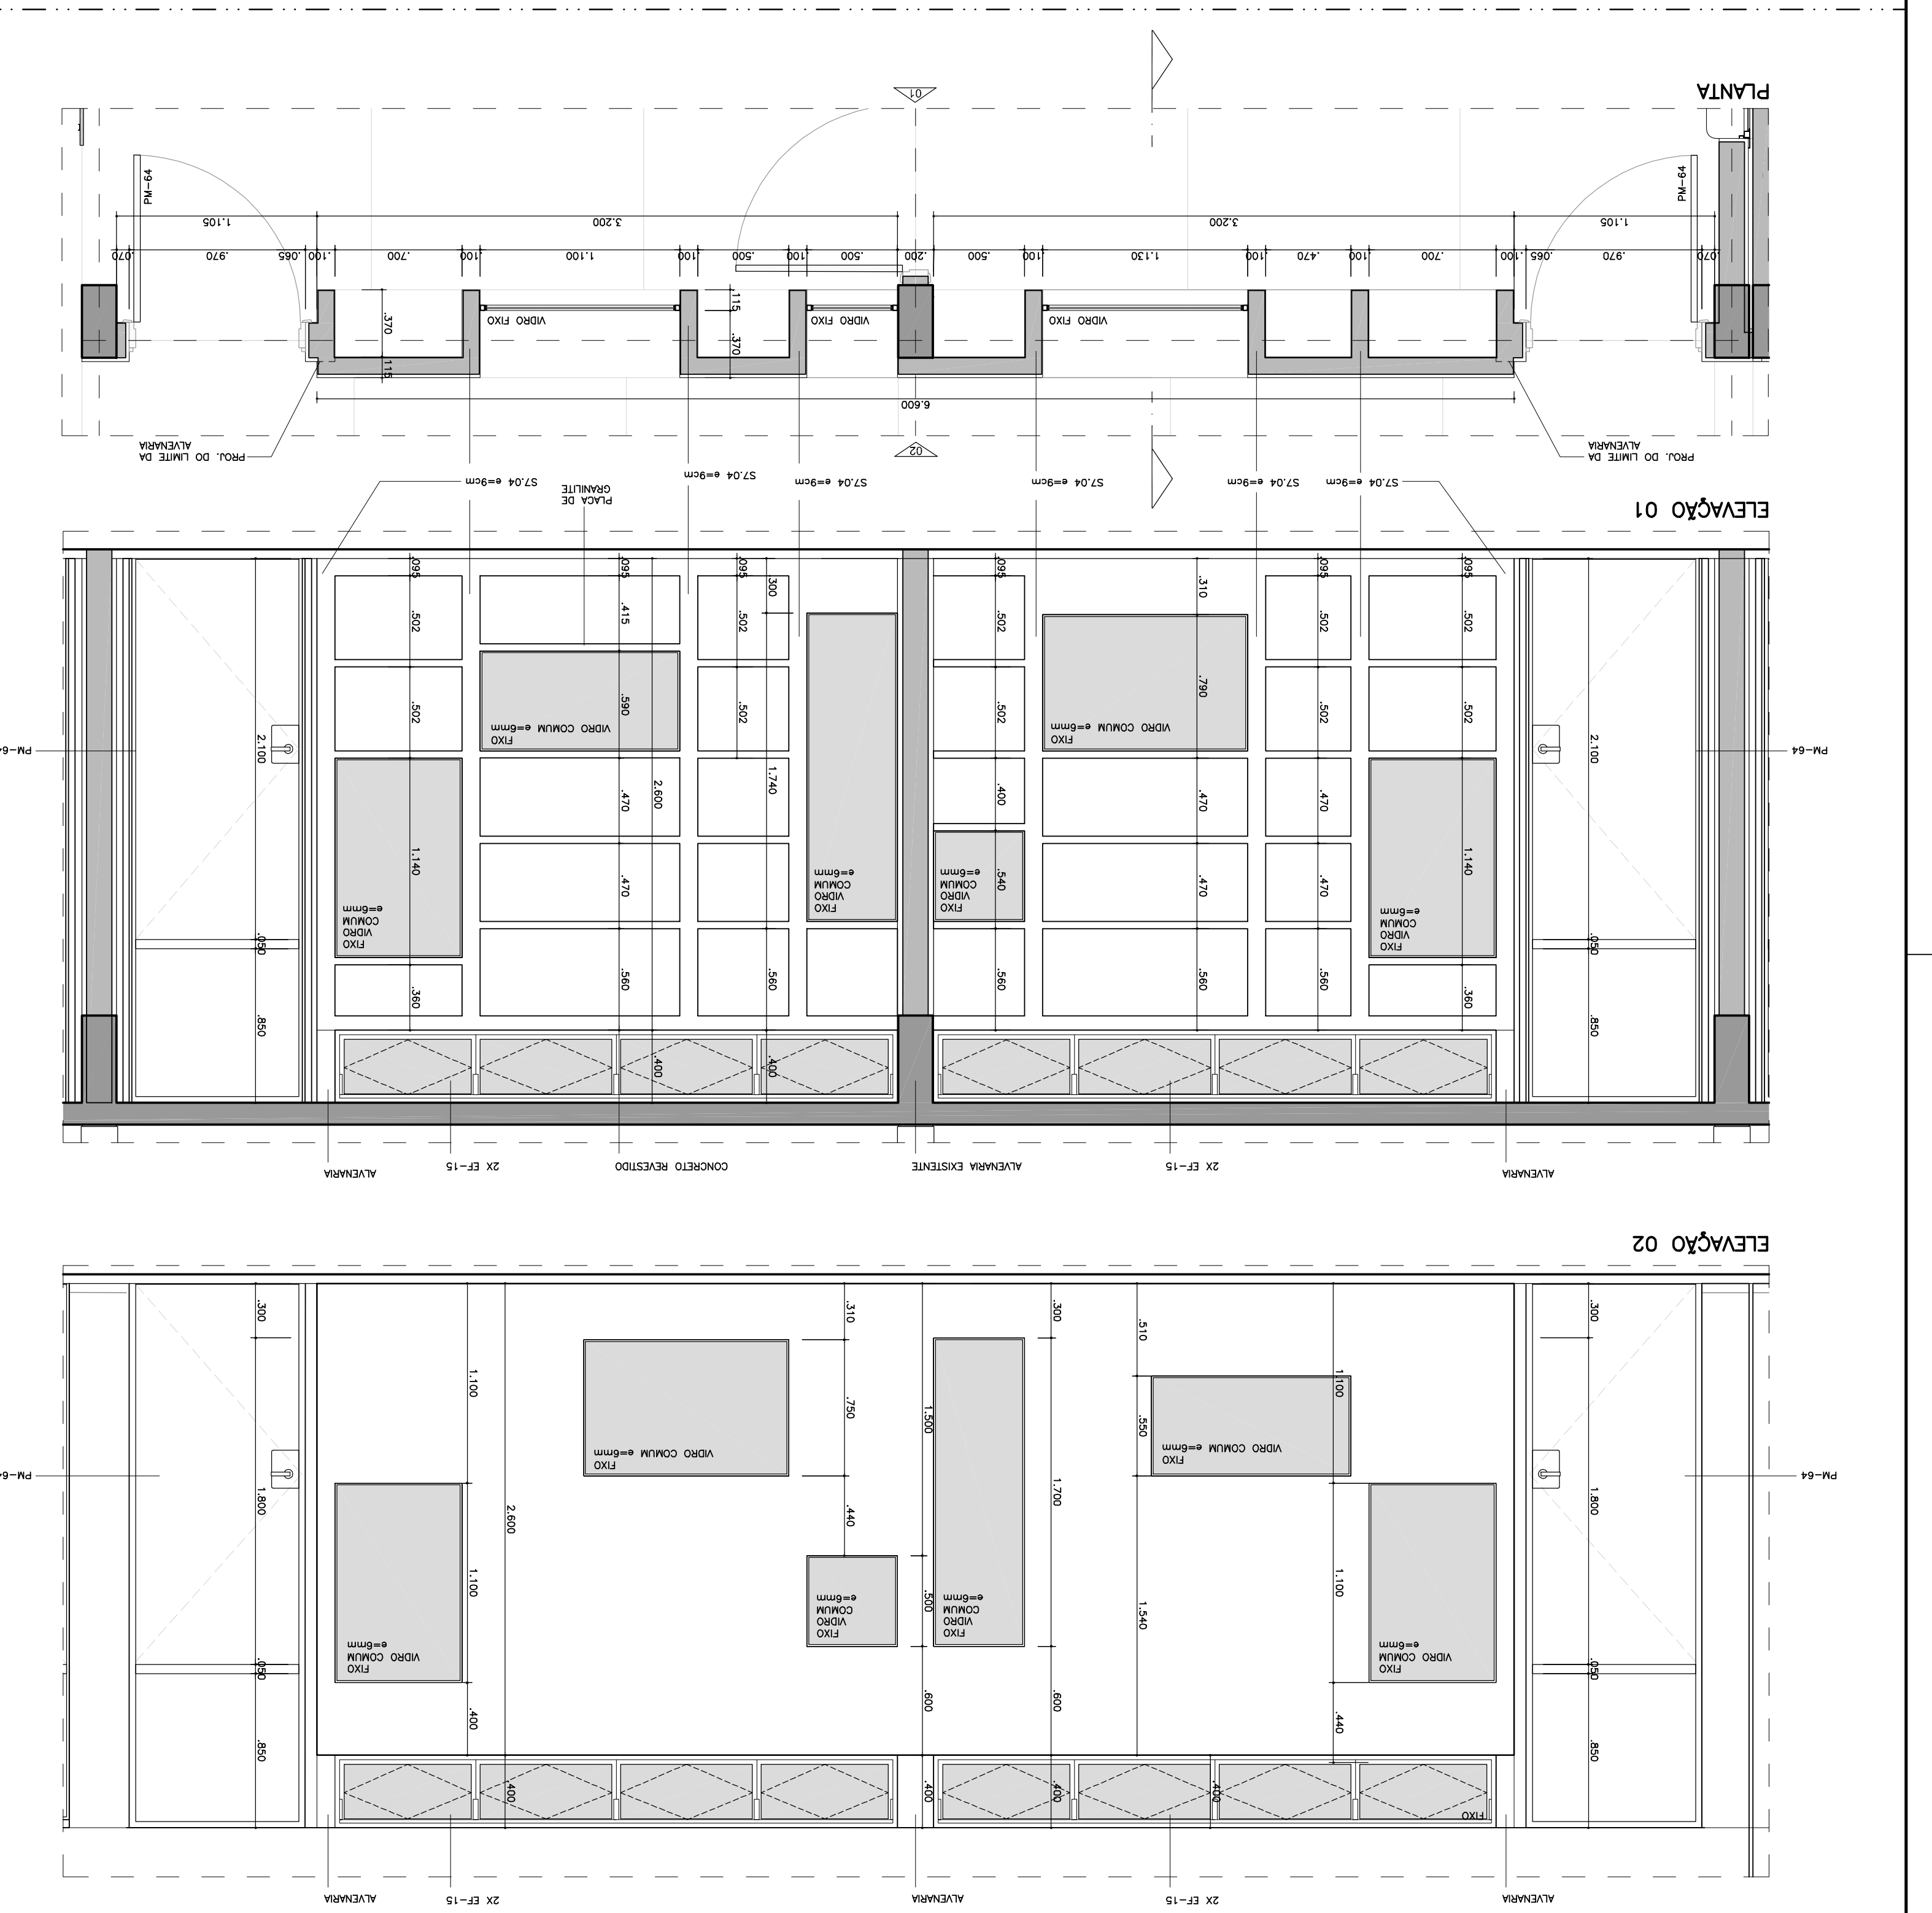 PLANTA
01
PM-64
PM-64
1.105
3.200
3.200
1.105
.070
.970
.065
.100
.700
.100
1.100
.100
.500
.100
.500
.200
.500
.100
1.130
.100
.470
.100
.700
.100
.065
.970
.070
VIDRO FIXO
VIDRO FIXO
VIDRO FIXO
.370
.115
.115
.370
6.600
02
PROJ. DO LIMITE DA
ALVENARIA
PROJ. DO LIMITE DA
ALVENARIA
ELEVAÇÃO 01
S7.04 e=9cm
S7.04 e=9cm
S7.04 e=9cm
S7.04 e=9cm
S7.04 e=9cm
S7.04 e=9cm
PLACA DE
GRANILITE
.095
.095
.095
.300
.095
.310
.095
.095
.502
.415
.502
.502
.502
.502
.502
.590
.502
.502
.790
.502
.502
2.100
2.100
PM-64
PM-64
FIXO
VIDRO COMUM e=6mm
FIXO
VIDRO COMUM e=6mm
1.140
.470
2.600
1.740
.400
.470
.470
1.140
.470
.540
.470
.470
FIXO
VIDRO
COMUM
e=6mm
FIXO
VIDRO
COMUM
e=6mm
FIXO
VIDRO
COMUM
e=6mm
FIXO
VIDRO
COMUM
e=6mm
.050
.050
.360
.560
.560
.560
.560
.560
.360
.850
.850
.400
.400
ALVENARIA
2X EF-15
CONCRETO REVESTIDO
ALVENARIA EXISTENTE
2X EF-15
ALVENARIA
ELEVAÇÃO 02
.300
.310
.300
.510
.300
1.100
.750
1.500
.550
1.100
FIXO
VIDRO COMUM e=6mm
FIXO
VIDRO COMUM e=6mm
PM-64
PM-64
1.800
2.600
.440
1.700
1.800
1.100
.500
1.540
1.100
FIXO
VIDRO COMUM
e=6mm
FIXO
VIDRO
COMUM
e=6mm
FIXO
VIDRO
COMUM
e=6mm
FIXO
VIDRO COMUM
e=6mm
.050
.050
.400
.600
.600
.440
.850
.850
.400
.400
.400
.400
FIXO
ALVENARIA
2X EF-15
ALVENARIA
2X EF-15
ALVENARIA